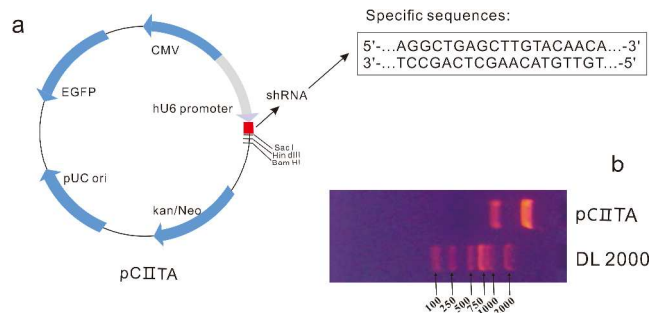 a
Specific sequences:
5'-...AGGCTGAGCTTGTACAACA...-3'
3'-...TCCGACTCGAACATGTTGT...-5'
CMV
EGFP
hU6 promoter
shRNA
Sac I
Hin dIII
Bam HI
pUC ori
kan/Neo
pCⅡTA
b
pCⅡTA
DL 2000
100
250
500
750
1000
2000